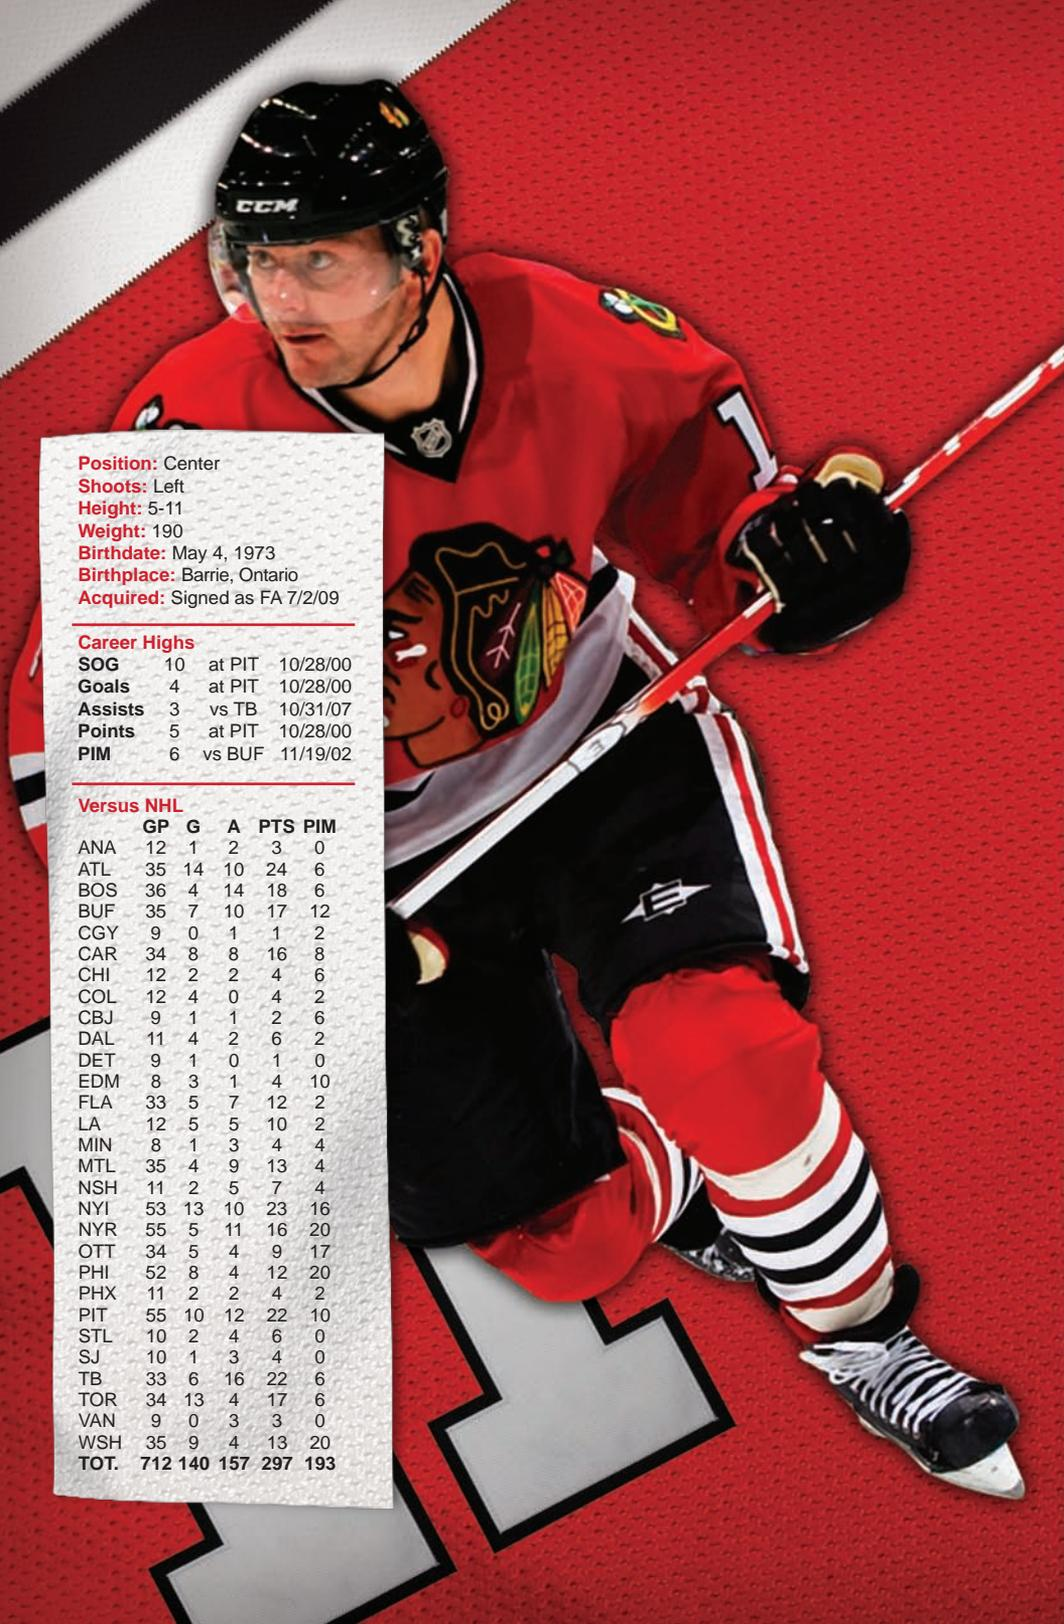 CCM
1
Position: Center
Shoots: Left
Height: 5-11
Weight: 190
Birthdate: May 4, 1973
Birthplace: Barrie, Ontario
Acquired: Signed as FA 7/2/09
Career Highs
SOG 10 at PIT 10/28/00
Goals 4 at PIT 10/28/00
Assists 3 vs TB 10/31/07
Points 5 at PIT 10/28/00
PIM 6 vs BUF 11/19/02
Versus NHL
GP G A PTS PIM
ANA 12 1 2 3 0
ATL 35 14 10 24 6
BOS 36 4 14 18 6
BUF 35 7 10 17 12
CGY 9 0 1 1 2
CAR 34 8 8 16 8
CHI 12 2 2 4 6
COL 12 4 0 4 2
CBJ 9 1 1 2 6
DAL 11 4 2 6 2
DET 9 1 0 1 0
EDM 8 3 1 4 10
FLA 33 5 7 12 2
LA 12 5 5 10 2
MIN 8 1 3 4 4
MTL 35 4 9 13 4
NSH 11 2 5 7 4
NYI 53 13 10 23 16
NYR 55 5 11 16 20
OTT 34 5 4 9 17
PHI 52 8 4 12 20
PHX 11 2 2 4 2
PIT 55 10 12 22 10
STL 10 2 4 6 0
SJ 10 1 3 4 0
TB 33 6 16 22 6
TOR 34 13 4 17 6
VAN 9 0 3 3 0
WSH 35 9 4 13 20
TOT. 712 140 157 297 193
E